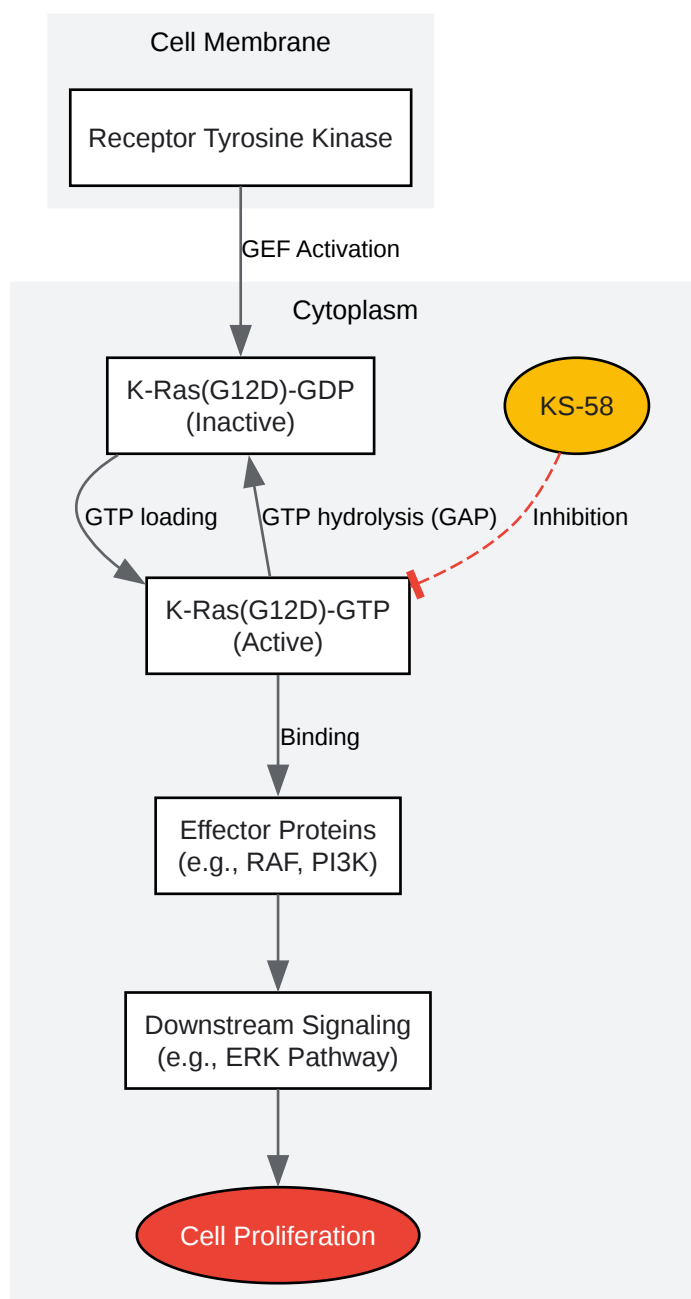 Cell Membrane
Receptor Tyrosine Kinase
GEF Activation
Cytoplasm
K-Ras(G12D)-GDP
(Inactive)
KS-58
GTP loading
GTP hydrolysis (GAP)
Inhibition
K-Ras(G12D)-GTP
(Active)
Binding
Effector Proteins
(e.g., RAF, PI3K)
Downstream Signaling
(e.g., ERK Pathway)
Cell Proliferation